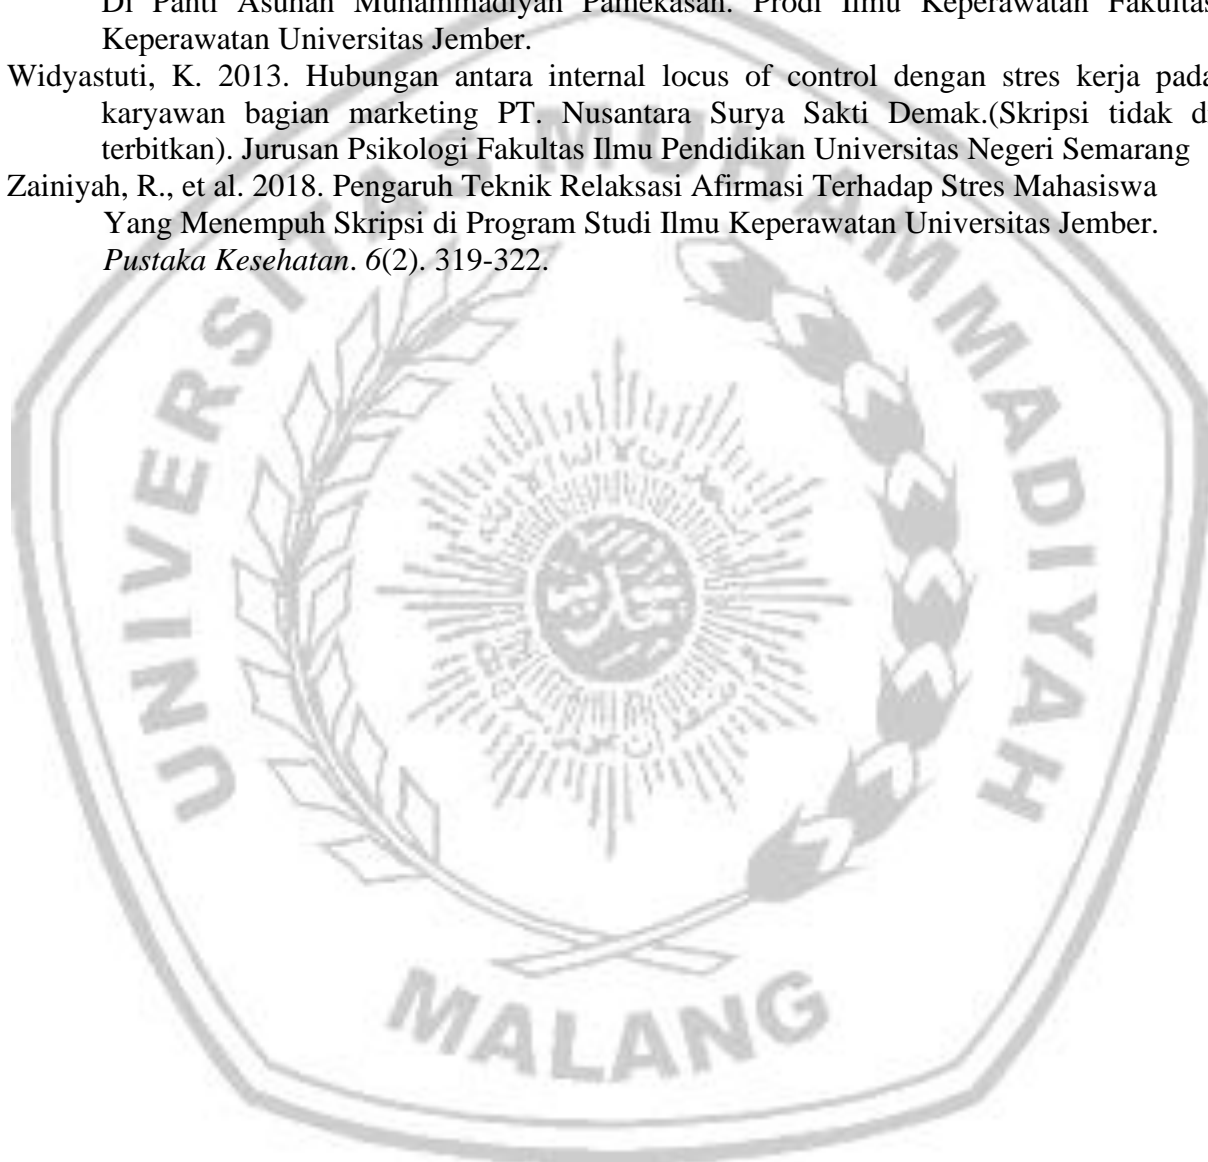 Di Panti Asuhan Muhammadiyah Pamekasan. Prodi Ilmu Keperawatan Fakultas
Keperawatan Universitas Jember.
Widyastuti, K. 2013. Hubungan antara internal locus of control dengan stres kerja pada
karyawan bagian marketing PT. Nusantara Surya Sakti Demak.(Skripsi tidak di
terbitkan). Jurusan Psikologi Fakultas Ilmu Pendidikan Universitas Negeri Semarang
Zainiyah, R., et al. 2018. Pengaruh Teknik Relaksasi Afirmasi Terhadap Stres Mahasiswa
Yang Menempuh Skripsi di Program Studi Ilmu Keperawatan Universitas Jember.
Pustaka Kesehatan. 6(2). 319-322.
UNIVERSITAS MUHAMMADIYAH
MALANG